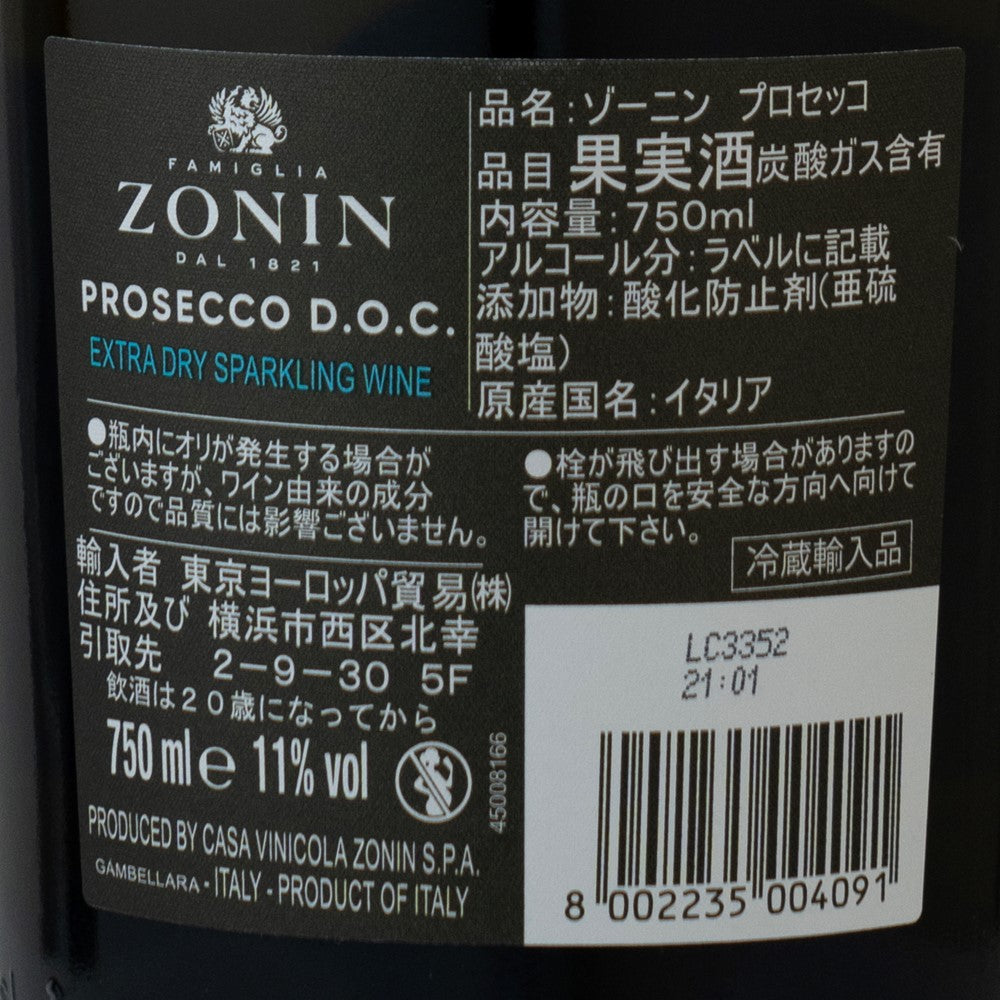 FAMIGLIA
ZONIN
DAL 1821
PROSECCO D.O.C.
EXTRA DRY SPARKLING WINE
品名:ゾーニン プロセッコ
品目 果実酒炭酸ガス含有
内容量:750ml
アルコール分:ラベルに記載
添加物:酸化防止剤(亜硫
酸塩)
原産国名:イタリア
●瓶内にオリが発生する場合が
ございますが、ワイン由来の成分
ですので品質には影響ございません。
●栓が飛び出す場合がありますの
で、瓶の口を安全な方向へ向けて
開けて下さい。
冷蔵輸入品
輸入者 東京ヨーロッパ貿易(株)
住所及び 横浜市西区北幸
引取先 2-9-30 5F
飲酒は20歳になってから
750 ml e 11% vol
45008166
PRODUCED BY CASA VINICOLA ZONIN S.P.A.
GAMBELLARA - ITALY - PRODUCT OF ITALY
LC3352
21:01
8 002235 004091